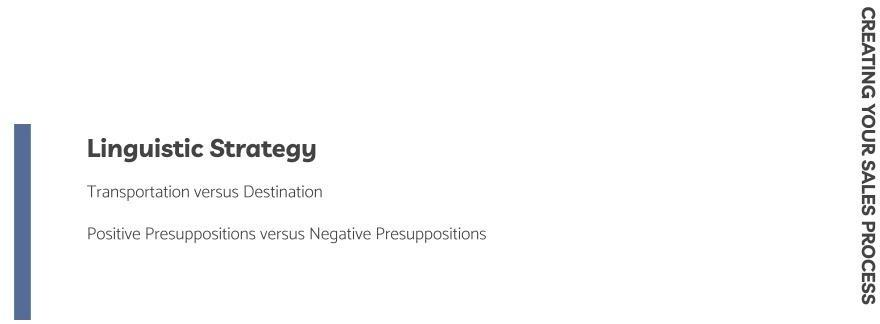 Linguistic Strategy
Transportation versus Destination
Positive Presuppositions versus Negative Presuppositions
CREATING YOUR SALES PROCESS